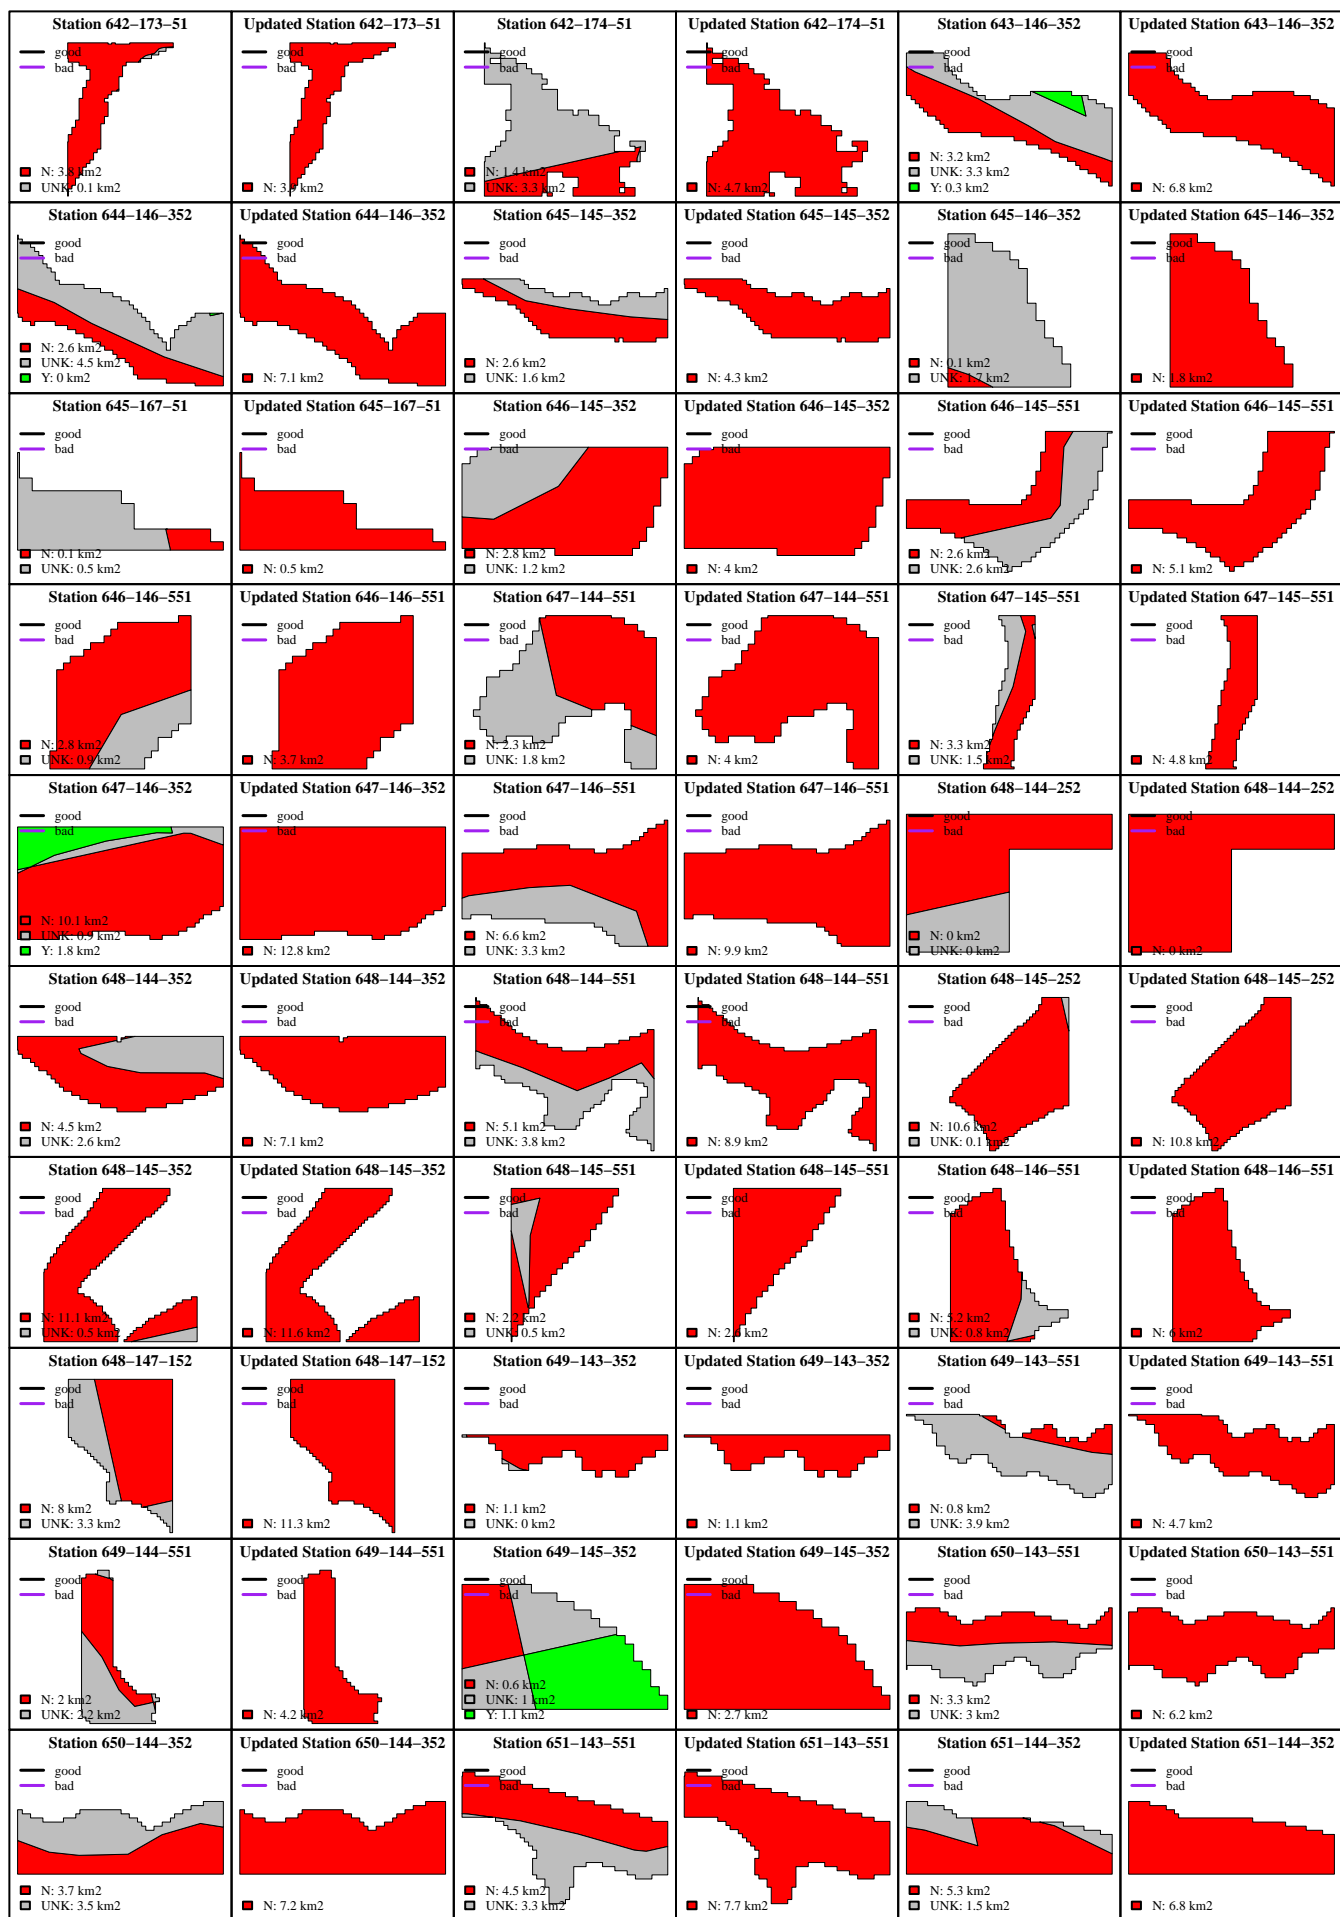 Station 642−173−51
good
bad
N: 3.8 km2
UNK: 0.1 km2
Updated Station 642−173−51
good
bad
N: 3.9 km2
Station 642−174−51
good
bad
N: 1.4 km2
UNK: 3.3 km2
Updated Station 642−174−51
good
bad
N: 4.7 km2
Station 643−146−352
good
bad
N: 3.2 km2
UNK: 3.3 km2
Y: 0.3 km2
Updated Station 643−146−352
good
bad
N: 6.8 km2
Station 644−146−352
good
bad
N: 2.6 km2
UNK: 4.5 km2
Y: 0 km2
Updated Station 644−146−352
good
bad
N: 7.1 km2
Station 645−145−352
good
bad
N: 2.6 km2
UNK: 1.6 km2
Updated Station 645−145−352
good
bad
N: 4.3 km2
Station 645−146−352
good
bad
N: 0.1 km2
UNK: 1.7 km2
Updated Station 645−146−352
good
bad
N: 1.8 km2
Station 645−167−51
good
bad
N: 0.1 km2
UNK: 0.5 km2
Updated Station 645−167−51
good
bad
N: 0.5 km2
Station 646−145−352
good
bad
N: 2.8 km2
UNK: 1.2 km2
Updated Station 646−145−352
good
bad
N: 4 km2
Station 646−145−551
good
bad
N: 2.6 km2
UNK: 2.6 km2
Updated Station 646−145−551
good
bad
N: 5.1 km2
Station 646−146−551
good
bad
N: 2.8 km2
UNK: 0.9 km2
Updated Station 646−146−551
good
bad
N: 3.7 km2
Station 647−144−551
good
bad
N: 2.3 km2
UNK: 1.8 km2
Updated Station 647−144−551
good
bad
N: 4 km2
Station 647−145−551
good
bad
N: 3.3 km2
UNK: 1.5 km2
Updated Station 647−145−551
good
bad
N: 4.8 km2
Station 647−146−352
good
bad
N: 10.1 km2
UNK: 0.9 km2
Y: 1.8 km2
Updated Station 647−146−352
good
bad
N: 12.8 km2
Station 647−146−551
good
bad
N: 6.6 km2
UNK: 3.3 km2
Updated Station 647−146−551
good
bad
N: 9.9 km2
Station 648−144−252
good
bad
N: 0 km2
UNK: 0 km2
Updated Station 648−144−252
good
bad
N: 0 km2
Station 648−144−352
good
bad
N: 4.5 km2
UNK: 2.6 km2
Updated Station 648−144−352
good
bad
N: 7.1 km2
Station 648−144−551
good
bad
N: 5.1 km2
UNK: 3.8 km2
Updated Station 648−144−551
good
bad
N: 8.9 km2
Station 648−145−252
good
bad
N: 10.6 km2
UNK: 0.1 km2
Updated Station 648−145−252
good
bad
N: 10.8 km2
Station 648−145−352
good
bad
N: 11.1 km2
UNK: 0.5 km2
Updated Station 648−145−352
good
bad
N: 11.6 km2
Station 648−145−551
good
bad
N: 2.2 km2
UNK: 0.5 km2
Updated Station 648−145−551
good
bad
N: 2.6 km2
Station 648−146−551
good
bad
N: 5.2 km2
UNK: 0.8 km2
Updated Station 648−146−551
good
bad
N: 6 km2
Station 648−147−152
good
bad
N: 8 km2
UNK: 3.3 km2
Updated Station 648−147−152
good
bad
N: 11.3 km2
Station 649−143−352
good
bad
N: 1.1 km2
UNK: 0 km2
Updated Station 649−143−352
good
bad
N: 1.1 km2
Station 649−143−551
good
bad
N: 0.8 km2
UNK: 3.9 km2
Updated Station 649−143−551
good
bad
N: 4.7 km2
Station 649−144−551
good
bad
N: 2 km2
UNK: 2.2 km2
Updated Station 649−144−551
good
bad
N: 4.2 km2
Station 649−145−352
good
bad
N: 0.6 km2
UNK: 1 km2
Y: 1.1 km2
Updated Station 649−145−352
good
bad
N: 2.7 km2
Station 650−143−551
good
bad
N: 3.3 km2
UNK: 3 km2
Updated Station 650−143−551
good
bad
N: 6.2 km2
Station 650−144−352
good
bad
N: 3.7 km2
UNK: 3.5 km2
Updated Station 650−144−352
good
bad
N: 7.2 km2
Station 651−143−551
good
bad
N: 4.5 km2
UNK: 3.3 km2
Updated Station 651−143−551
good
bad
N: 7.7 km2
Station 651−144−352
good
bad
N: 5.3 km2
UNK: 1.5 km2
Updated Station 651−144−352
good
bad
N: 6.8 km2